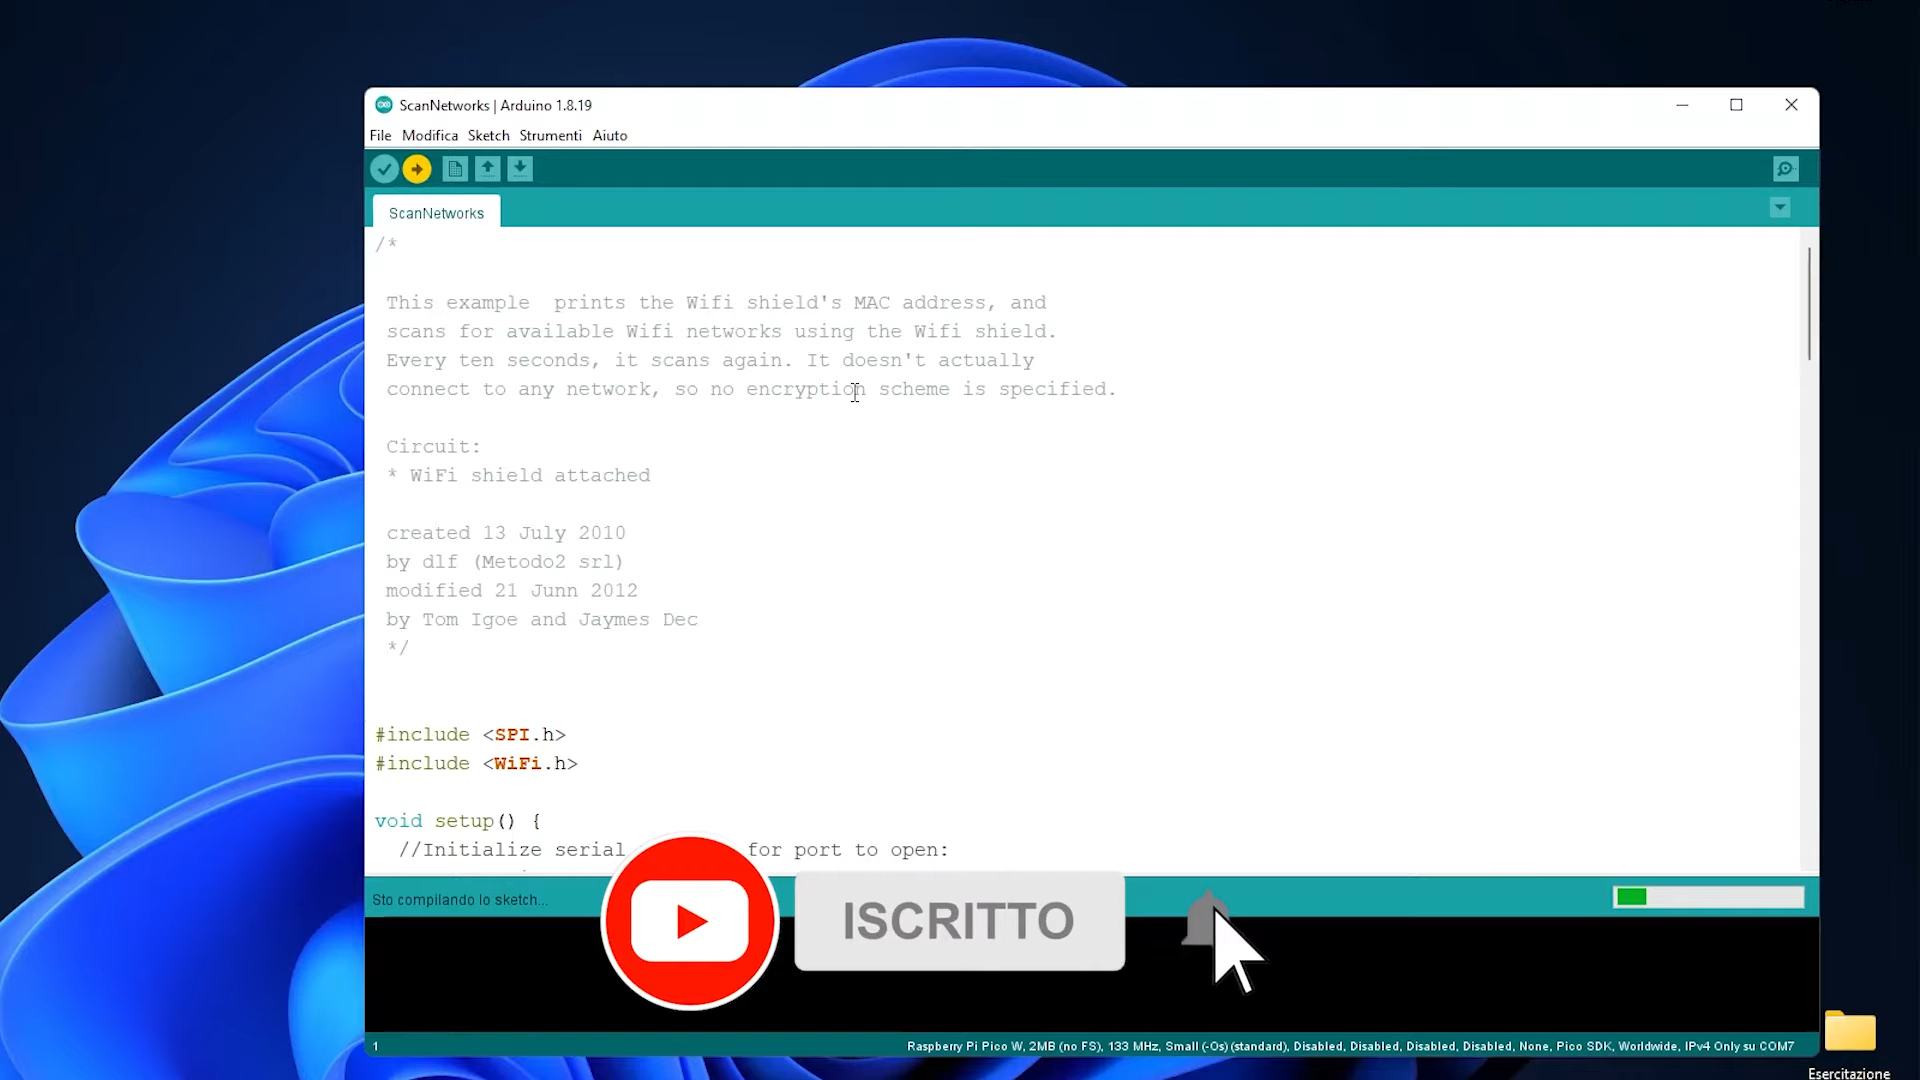 ScanNetworks | Arduino 1.8.19
File Modifica Sketch Strumenti Aiuto
ScanNetworks
/*
This example  prints the Wifi shield's MAC address, and
scans for available Wifi networks using the Wifi shield.
Every ten seconds, it scans again. It doesn't actually
connect to any network, so no encryption scheme is specified.
Circuit:
* WiFi shield attached
created 13 July 2010
by dlf (Metodo2 srl)
modified 21 Junn 2012
by Tom Igoe and Jaymes Dec
*/
#include <SPI.h>
#include <WiFi.h>
void setup() {
//Initialize serial for port to open:
Sto compilando lo sketch...
ISCRITTO
1
Raspberry Pi Pico W, 2MB (no FS), 133 MHz, Small (-Os) (standard), Disabled, Disabled, Disabled, Disabled, None, Pico SDK, Worldwide, IPv4 Only su COM7
Esercitazione